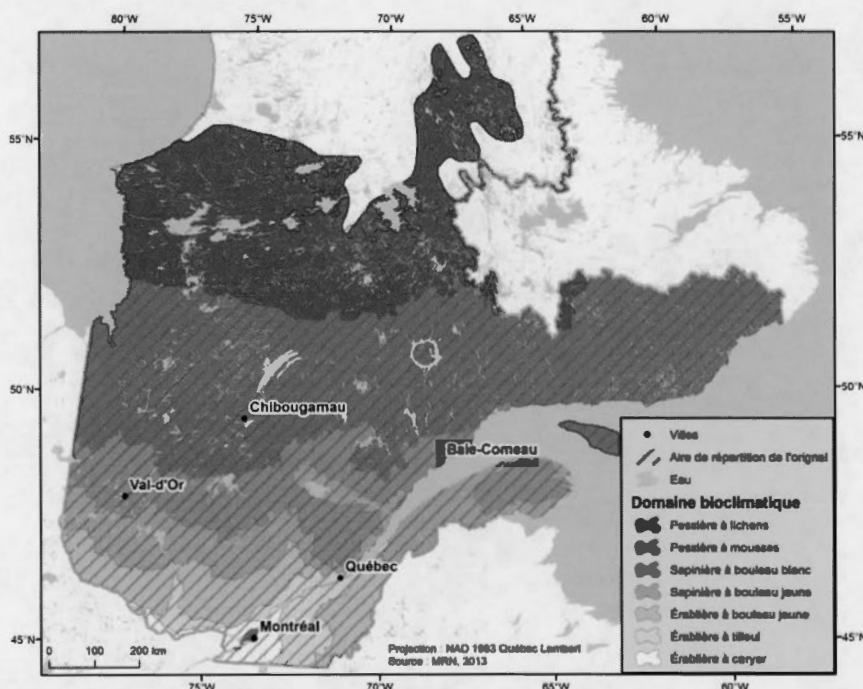 80°W 75°W 70°W 65°W 60°W 55°W
55°N 55°N
50°N 50°N
Chibougamau
Baie-Comeau
Val-d'Or
Québec
Montréal
45°N 45°N
0 100 200 km
Projection : NAD 1983 Québec Lambert
Source : MRN, 2013
75°W 70°W 65°W 60°W
Villes
Aire de répartition de l'orignal
Eau
Domaine bioclimatique
Pessière à lichens
Pessière à mousses
Sapinière à bouleau blanc
Sapinière à bouleau jaune
Érablière à bouleau jaune
Érablière à tilleul
Érablière à caryer